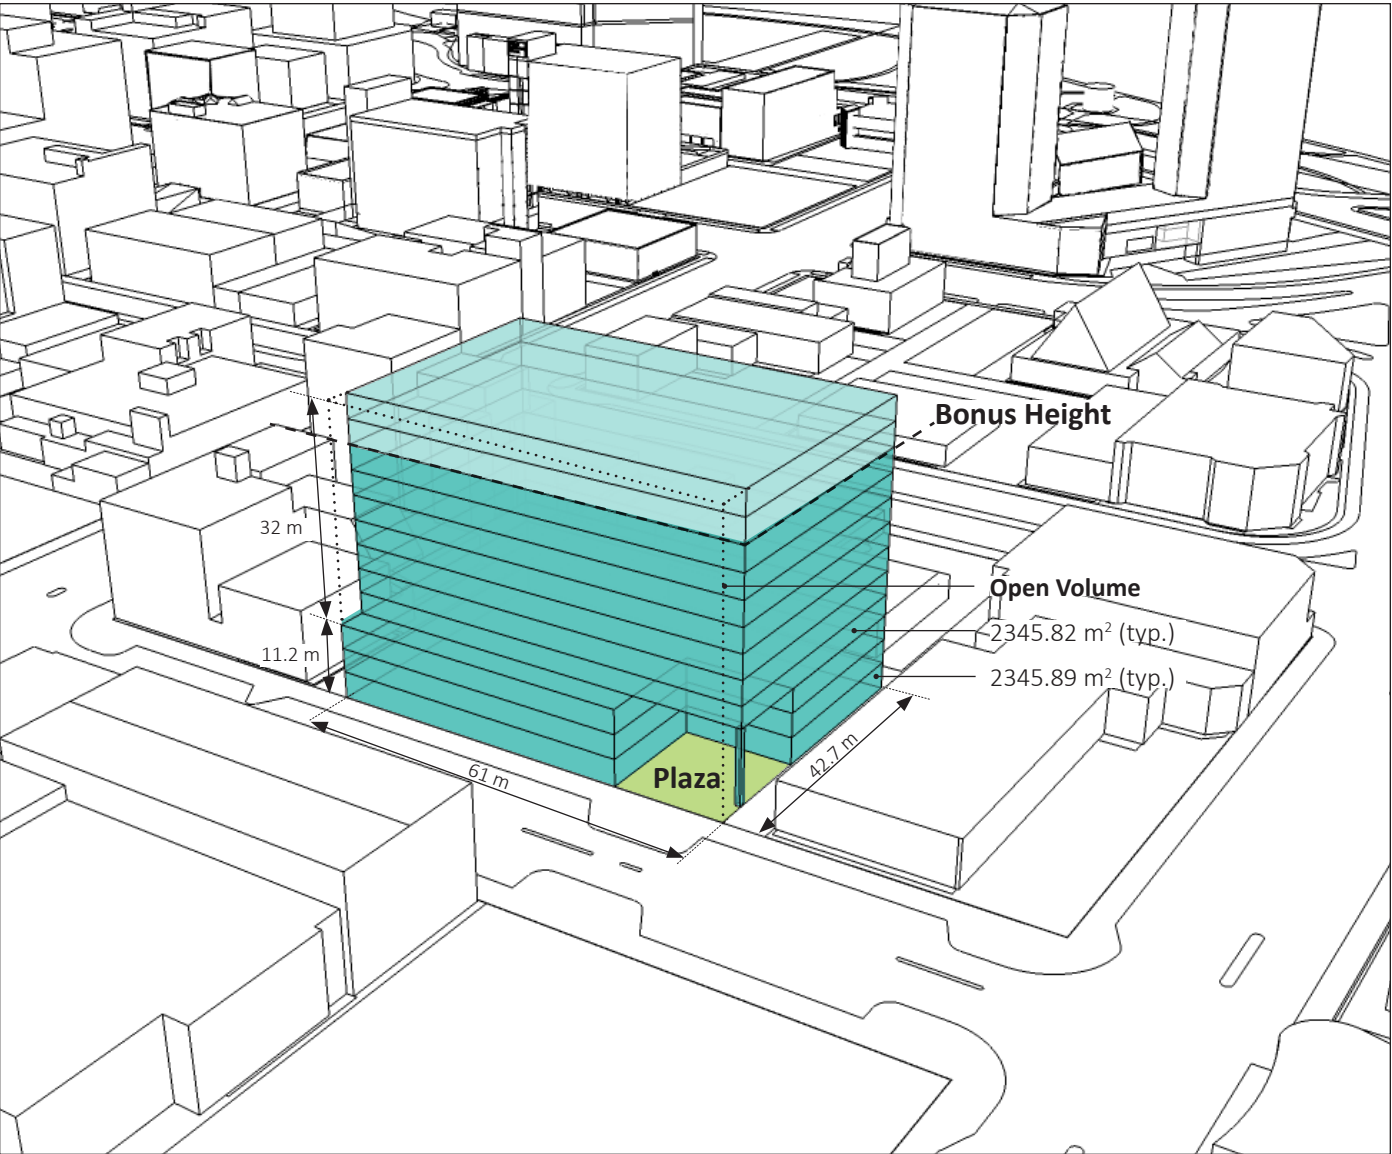 Bonus Height
32 m
Open Volume
2345.82 m² (typ.)
11.2 m
2345.89 m² (typ.)
61 m
Plaza
42.7 m